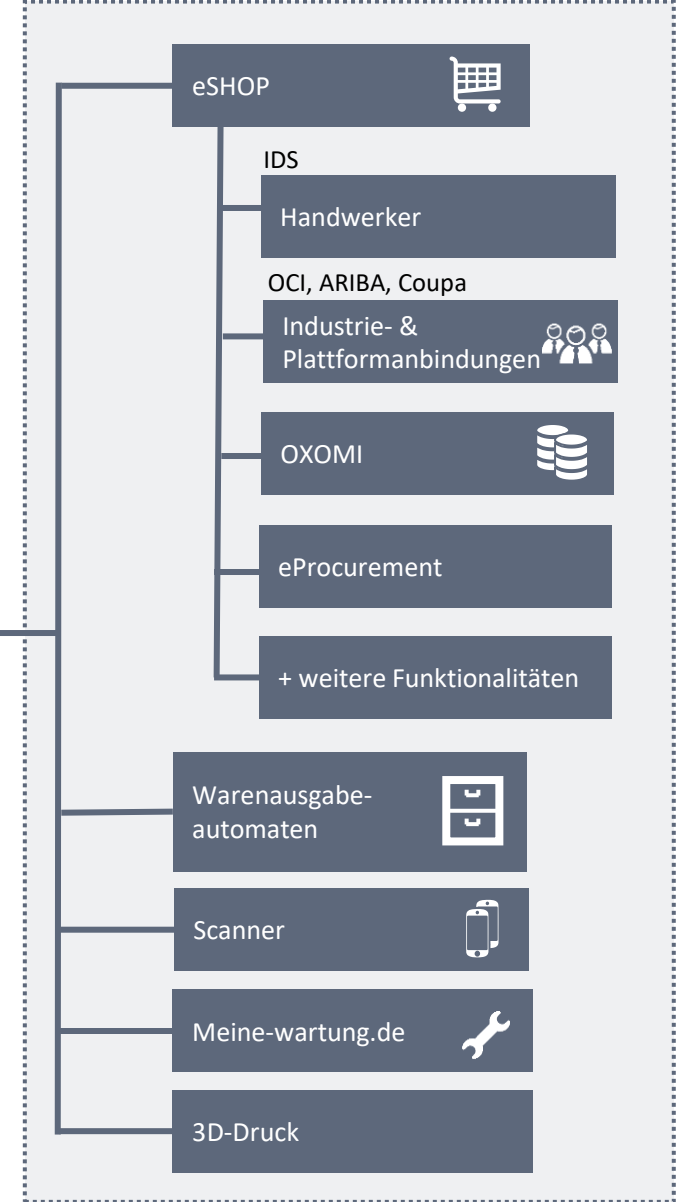 eSHOP
IDS
Handwerker
OCI, ARIBA, Coupa
Industrie- &
Plattformanbindungen
OXOMI
eProcurement
+ weitere Funktionalitäten
Warenausgabe-
automaten
Scanner
Meine-wartung.de
3D-Druck